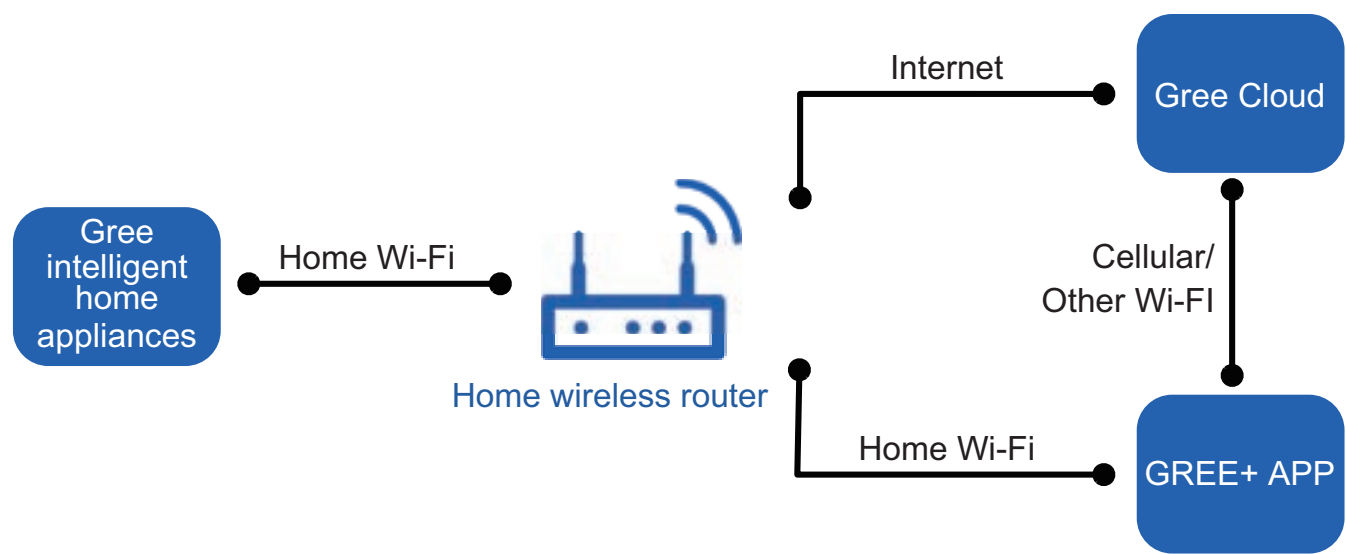 Internet
Gree Cloud
Gree
intelligent
home
appliances
Home Wi-Fi
Cellular/
Other Wi-FI
Home wireless router
Home Wi-Fi
GREE+ APP